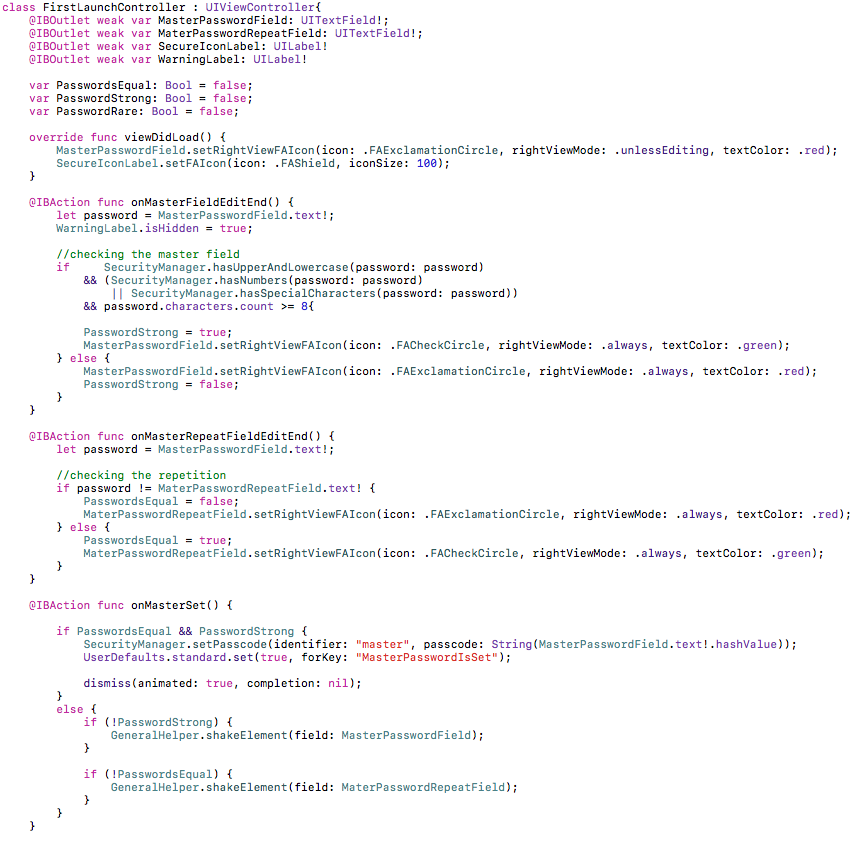 class FirstLaunchController : UIViewController{
    @IBOutlet weak var MasterPasswordField: UITextField!;
    @IBOutlet weak var MaterPasswordRepeatField: UITextField!;
    @IBOutlet weak var SecureIconLabel: UILabel!
    @IBOutlet weak var WarningLabel: UILabel!

    var PasswordsEqual: Bool = false;
    var PasswordStrong: Bool = false;
    var PasswordRare: Bool = false;

    override func viewDidLoad() {
        MasterPasswordField.setRightViewFAIcon(icon: .FAExclamationCircle, rightViewMode: .unlessEditing, textColor: .red);
        SecureIconLabel.setFAIcon(icon: .FAShield, iconSize: 100);
    }

    @IBAction func onMasterFieldEditEnd() {
        let password = MasterPasswordField.text!;
        WarningLabel.isHidden = true;

        //checking the master field
        if     SecurityManager.hasUpperAndLowercase(password: password)
            && (SecurityManager.hasNumbers(password: password)
                || SecurityManager.hasSpecialCharacters(password: password))
            && password.characters.count >= 8{

            PasswordStrong = true;
            MasterPasswordField.setRightViewFAIcon(icon: .FACheckCircle, rightViewMode: .always, textColor: .green);
        } else {
            MasterPasswordField.setRightViewFAIcon(icon: .FAExclamationCircle, rightViewMode: .always, textColor: .red);
            PasswordStrong = false;
        }
    }

    @IBAction func onMasterRepeatFieldEditEnd() {
        let password = MasterPasswordField.text!;

        //checking the repetition
        if password != MaterPasswordRepeatField.text! {
            PasswordsEqual = false;
            MaterPasswordRepeatField.setRightViewFAIcon(icon: .FAExclamationCircle, rightViewMode: .always, textColor: .red);
        } else {
            PasswordsEqual = true;
            MaterPasswordRepeatField.setRightViewFAIcon(icon: .FACheckCircle, rightViewMode: .always, textColor: .green);
        }
    }

    @IBAction func onMasterSet() {

        if PasswordsEqual && PasswordStrong {
            SecurityManager.setPasscode(identifier: "master", passcode: String(MasterPasswordField.text!.hashValue));
            UserDefaults.standard.set(true, forKey: "MasterPasswordIsSet");

            dismiss(animated: true, completion: nil);
        }
        else {
            if (!PasswordStrong) {
                GeneralHelper.shakeElement(field: MasterPasswordField);
            }

            if (!PasswordsEqual) {
                GeneralHelper.shakeElement(field: MaterPasswordRepeatField);
            }
        }
    }